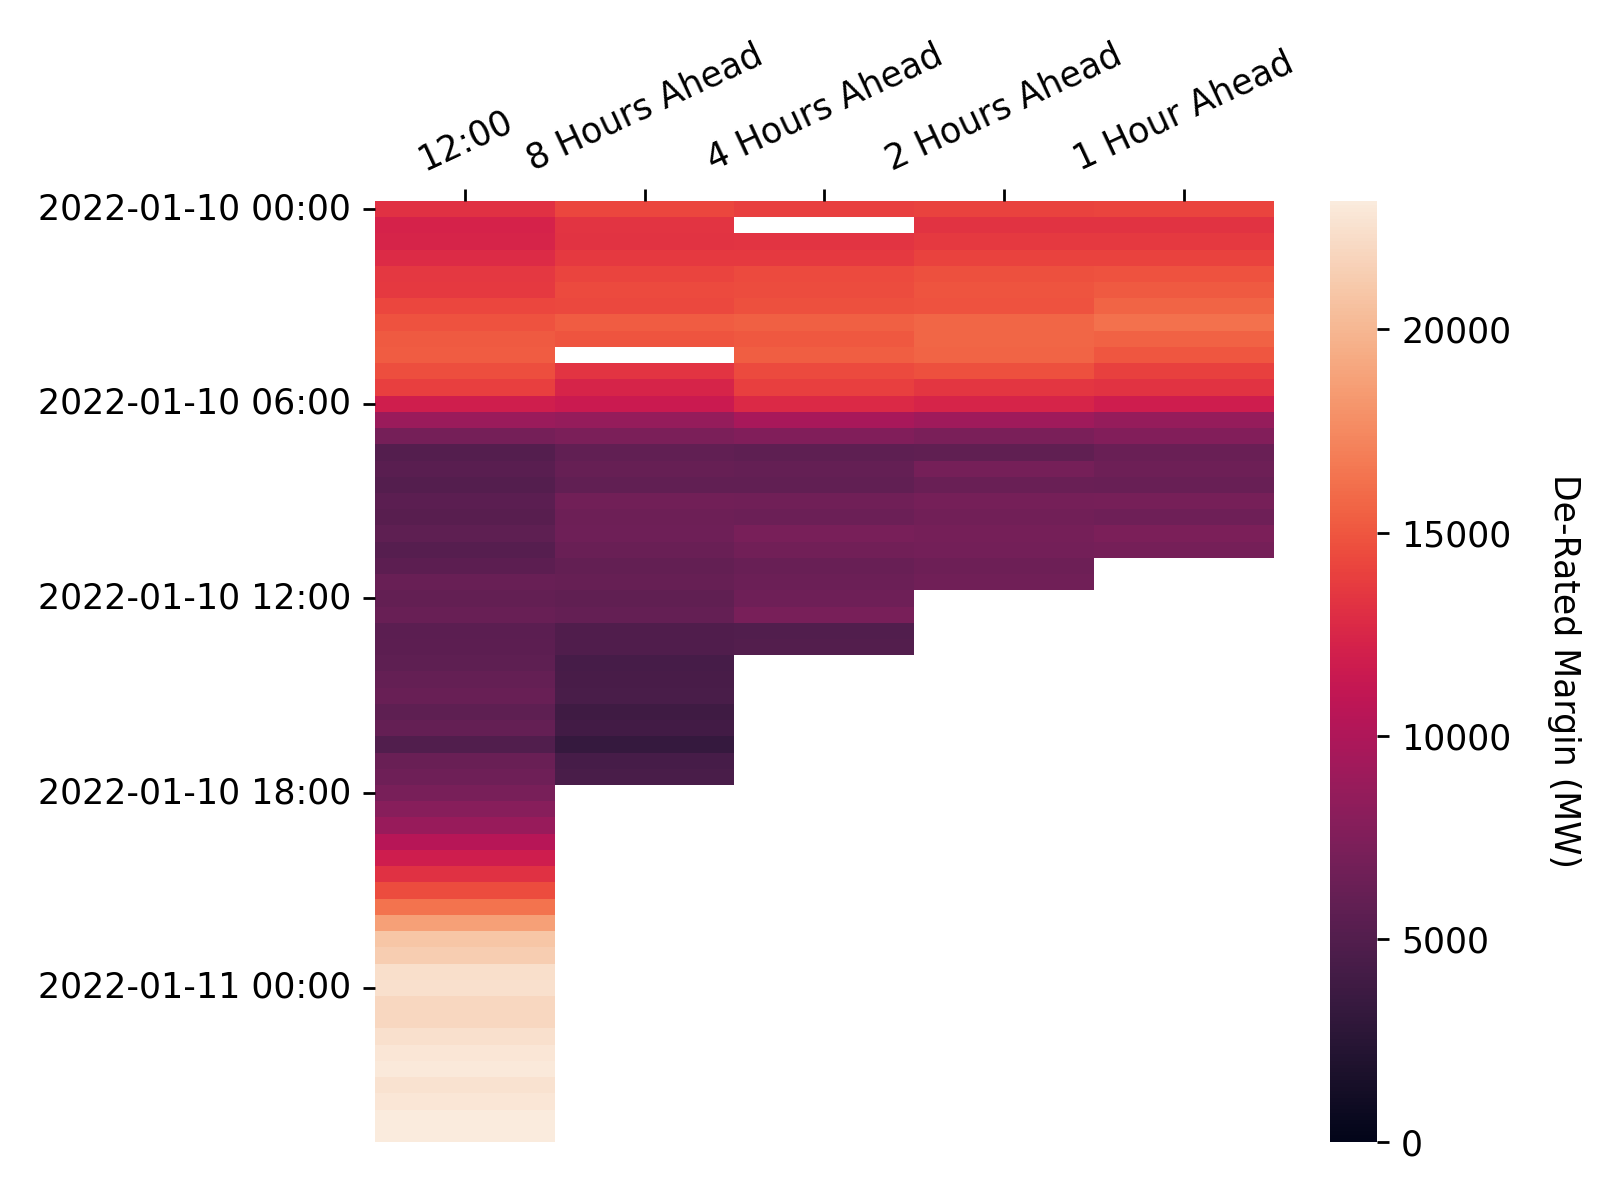 12:00
8 Hours Ahead
4 Hours Ahead
2 Hours Ahead
1 Hour Ahead
2022-01-10 00:00
2022-01-10 06:00
2022-01-10 12:00
2022-01-10 18:00
2022-01-11 00:00
20000
15000
10000
5000
0
De-Rated Margin (MW)